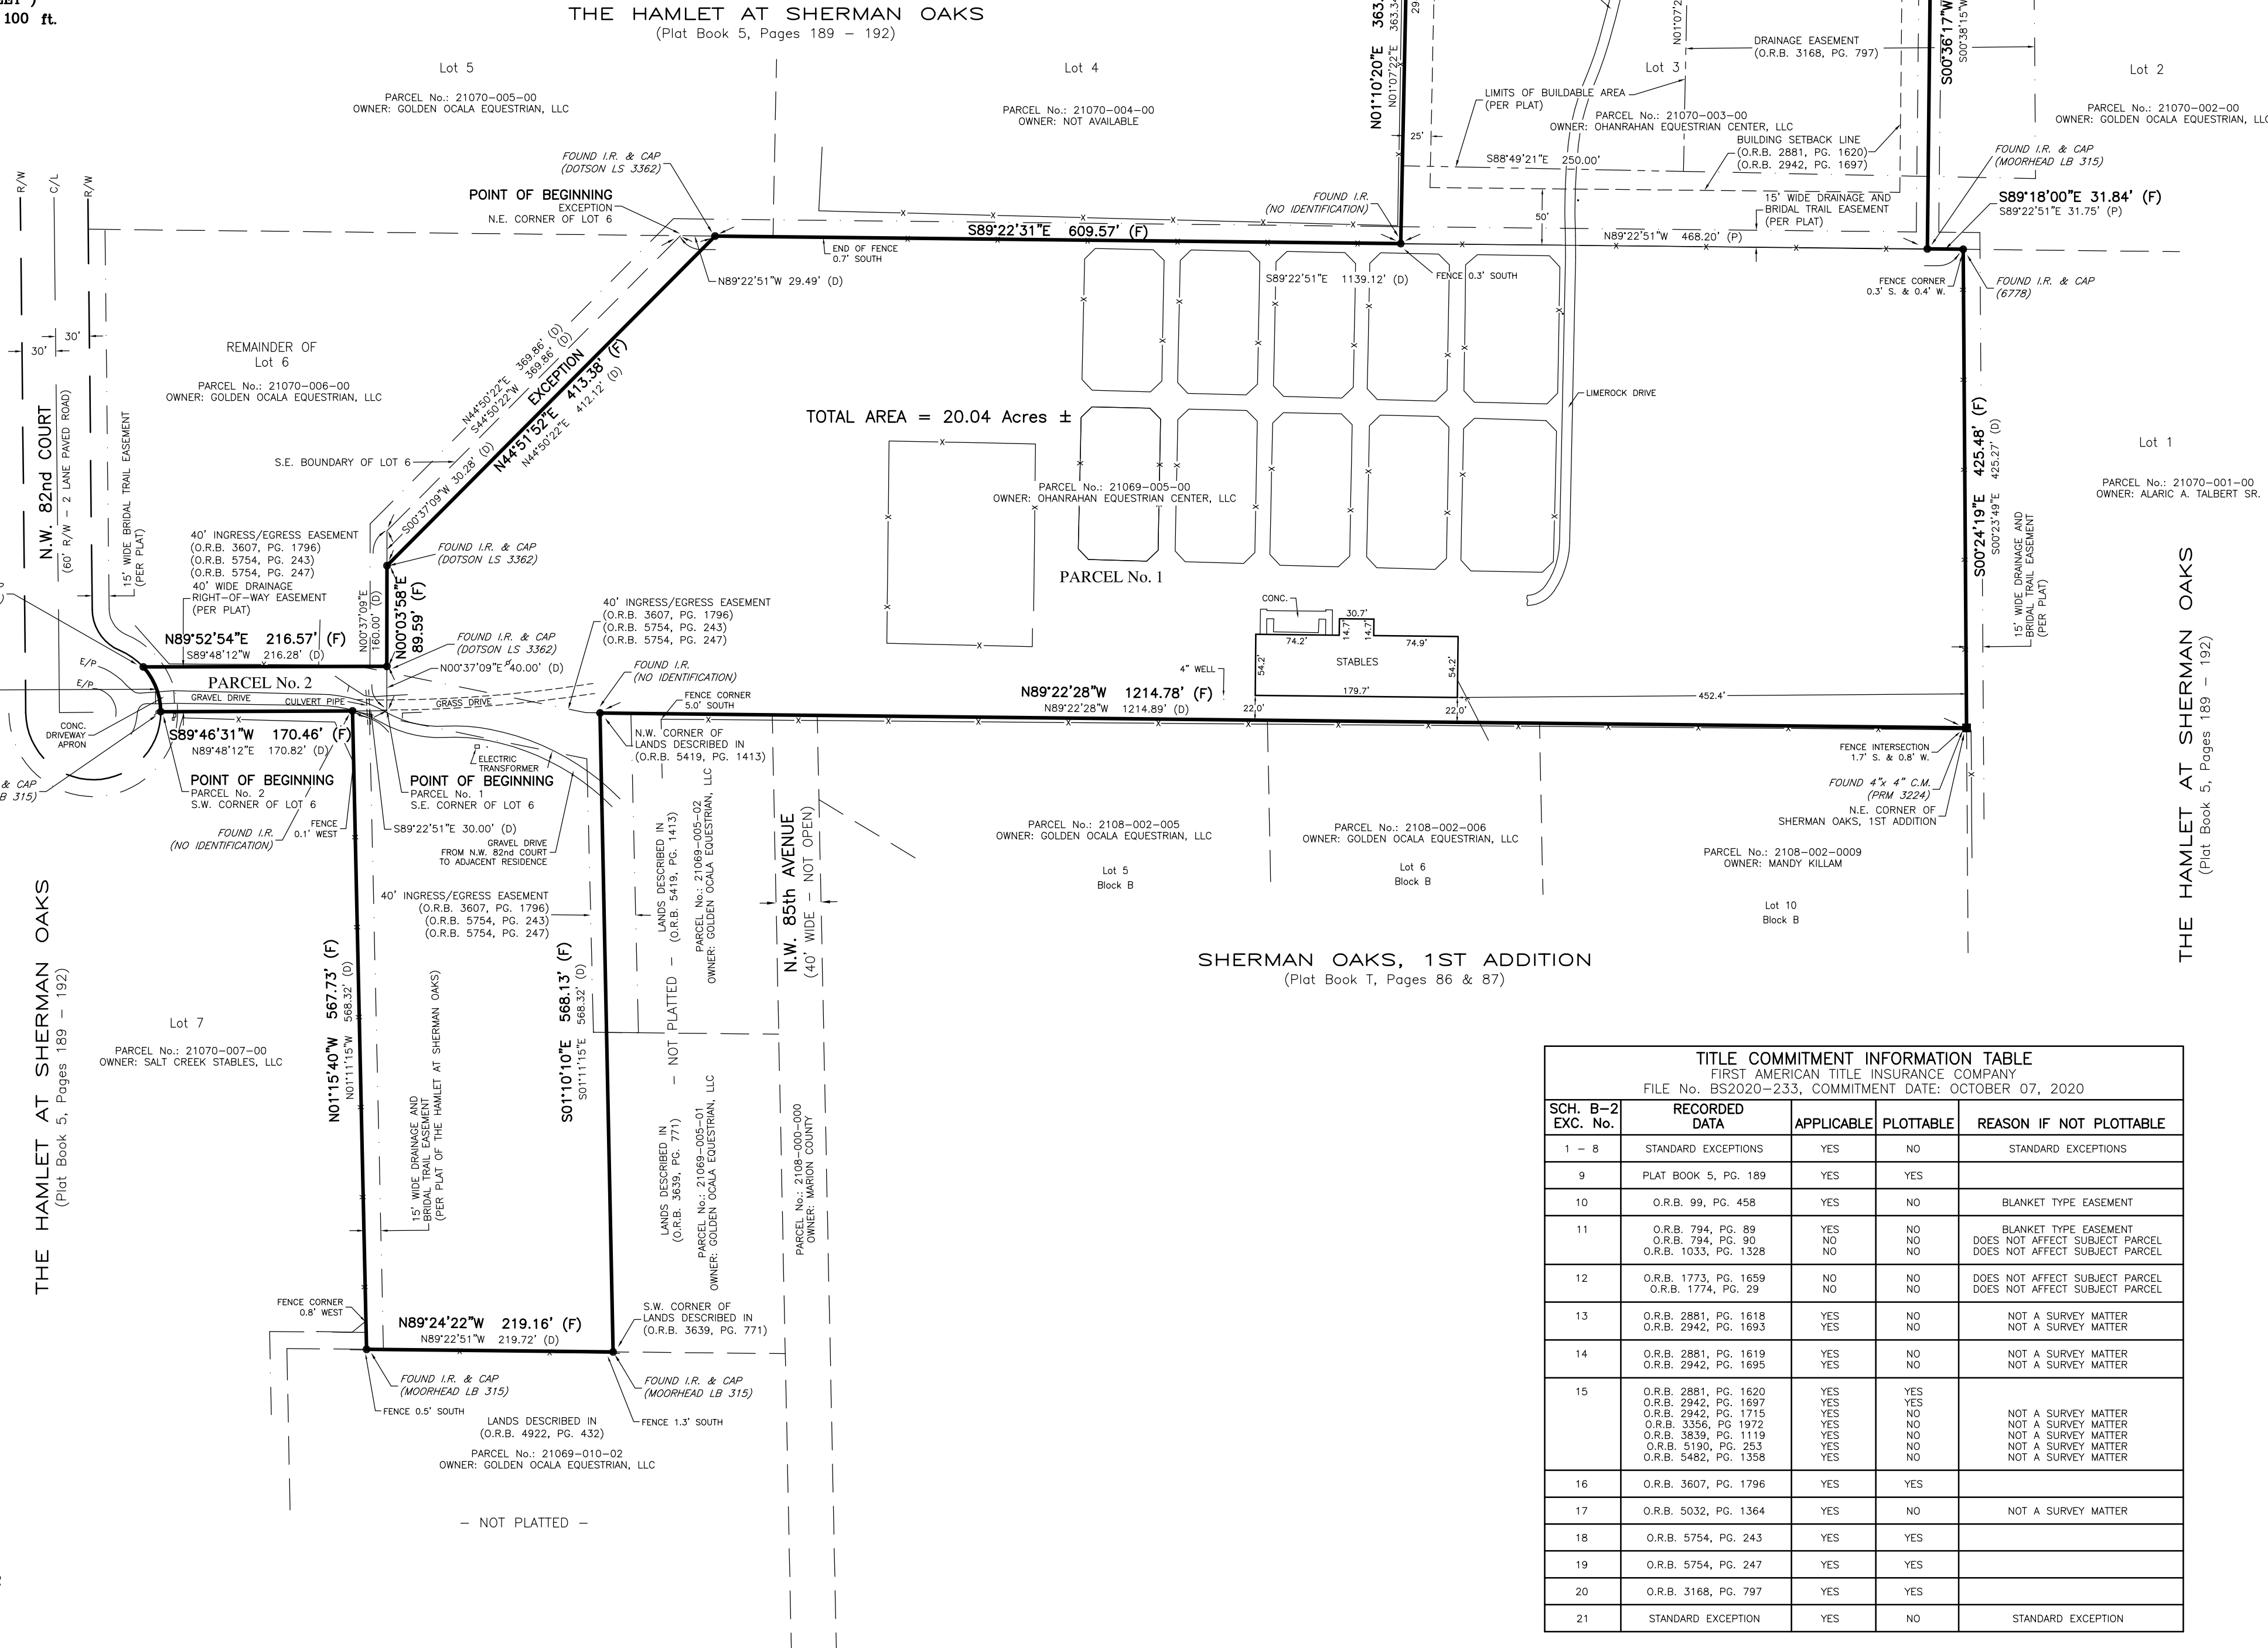 100 ft.
THE HAMLET AT SHERMAN OAKS
(Plat Book 5, Pages 189 – 192)
Lot 5
PARCEL No.: 21070-005-00
OWNER: GOLDEN OCALA EQUESTRIAN, LLC
Lot 4
PARCEL No.: 21070-004-00
OWNER: NOT AVAILABLE
N01°10'20"E 363.
N01°07'22"E 363.34
29
N01°07'2
25'
DRAINAGE EASEMENT
(O.R.B. 3168, PG. 797)
Lot 3
LIMITS OF BUILDABLE AREA
(PER PLAT)
PARCEL No.: 21070-003-00
OWNER: OHANRAHAN EQUESTRIAN CENTER, LLC
BUILDING SETBACK LINE
(O.R.B. 2881, PG. 1620)
(O.R.B. 2942, PG. 1697)
S88°49'21"E 250.00'
S00°36'17"W
S00°38'15"W
Lot 2
PARCEL No.: 21070-002-00
OWNER: GOLDEN OCALA EQUESTRIAN, LLC
FOUND I.R. & CAP
(MOORHEAD LB 315)
S89°18'00"E 31.84' (F)
S89°22'51"E 31.75' (P)
15' WIDE DRAINAGE AND
BRIDAL TRAIL EASEMENT
(PER PLAT)
50'
N89°22'51"W 468.20' (P)
FOUND I.R. & CAP
(DOTSON LS 3362)
POINT OF BEGINNING
EXCEPTION
N.E. CORNER OF LOT 6
FOUND I.R.
(NO IDENTIFICATION)
S89°22'31"E 609.57' (F)
END OF FENCE
0.7' SOUTH
N89°22'51"W 29.49' (D)
S89°22'51"E 1139.12' (D)
FENCE 0.3' SOUTH
FENCE CORNER
0.3' S. & 0.4' W.
FOUND I.R. & CAP
(6778)
R/W
C/L
R/W
30'
30'
N.W. 82nd COURT
(60' R/W – 2 LANE PAVED ROAD)
15' WIDE BRIDAL TRAIL EASEMENT
(PER PLAT)
REMAINDER OF
Lot 6
PARCEL No.: 21070-006-00
OWNER: GOLDEN OCALA EQUESTRIAN, LLC
S.E. BOUNDARY OF LOT 6
N44°50'22"E 369.86' (D)
S44°50'22"W 369.86' (D)
EXCEPTION
N44°51'52"E 413.38' (F)
N44°50'22"E 412.12' (D)
S00°37'09"W 30.28' (D)
TOTAL AREA = 20.04 Acres ±
PARCEL No.: 21069-005-00
OWNER: OHANRAHAN EQUESTRIAN CENTER, LLC
PARCEL No. 1
LIMEROCK DRIVE
S00°24'19"E 425.48' (F)
S00°23'49"E 425.27' (D)
15' WIDE DRAINAGE AND
BRIDAL TRAIL EASEMENT
(PER PLAT)
Lot 1
PARCEL No.: 21070-001-00
OWNER: ALARIC A. TALBERT SR.
THE HAMLET AT SHERMAN OAKS
(Plat Book 5, Pages 189 – 192)
40' INGRESS/EGRESS EASEMENT
(O.R.B. 3607, PG. 1796)
(O.R.B. 5754, PG. 243)
(O.R.B. 5754, PG. 247)
40' WIDE DRAINAGE
RIGHT-OF-WAY EASEMENT
(PER PLAT)
FOUND I.R. & CAP
(DOTSON LS 3362)
N00°37'09"E
160.00' (D)
N00°03'58"E
89.59' (F)
N89°52'54"E 216.57' (F)
S89°48'12"W 216.28' (D)
E/P
E/P
PARCEL No. 2
GRAVEL DRIVE
CULVERT PIPE
CONC.
DRIVEWAY
APRON
S89°46'31"W 170.46' (F)
N89°48'12"E 170.82' (D)
FOUND I.R. & CAP
(DOTSON LS 3362)
N00°37'09"E 40.00' (D)
GRASS DRIVE
40' INGRESS/EGRESS EASEMENT
(O.R.B. 3607, PG. 1796)
(O.R.B. 5754, PG. 243)
(O.R.B. 5754, PG. 247)
FOUND I.R.
(NO IDENTIFICATION)
FENCE CORNER
5.0' SOUTH
N.W. CORNER OF
LANDS DESCRIBED IN
(O.R.B. 5419, PG. 1413)
ELECTRIC
TRANSFORMER
& CAP
B 315)
POINT OF BEGINNING
PARCEL No. 2
S.W. CORNER OF LOT 6
POINT OF BEGINNING
PARCEL No. 1
S.E. CORNER OF LOT 6
FOUND I.R.
(NO IDENTIFICATION)
FENCE
0.1' WEST
S89°22'51"E 30.00' (D)
GRAVEL DRIVE
FROM N.W. 82nd COURT
TO ADJACENT RESIDENCE
CONC.
30.7'
14.7'
14.7'
74.2'
74.9'
54.2'
54.2'
STABLES
179.7'
4" WELL
22.0'
22.0'
452.4'
N89°22'28"W 1214.78' (F)
N89°22'28"W 1214.89' (D)
FENCE INTERSECTION
1.7' S. & 0.8' W.
FOUND 4"x 4" C.M.
(PRM 3224)
N.E. CORNER OF
SHERMAN OAKS, 1ST ADDITION
PARCEL No.: 2108-002-005
OWNER: GOLDEN OCALA EQUESTRIAN, LLC
Lot 5
Block B
PARCEL No.: 2108-002-006
OWNER: GOLDEN OCALA EQUESTRIAN, LLC
Lot 6
Block B
PARCEL No.: 2108-002-0009
OWNER: MANDY KILLAM
Lot 10
Block B
SHERMAN OAKS, 1ST ADDITION
(Plat Book T, Pages 86 & 87)
THE HAMLET AT SHERMAN OAKS
(Plat Book 5, Pages 189 – 192)
Lot 7
PARCEL No.: 21070-007-00
OWNER: SALT CREEK STABLES, LLC
N01°15'40"W 567.73' (F)
N01°11'15"W 568.32' (D)
15' WIDE DRAINAGE AND
BRIDAL TRAIL EASEMENT
(PER PLAT OF THE HAMLET AT SHERMAN OAKS)
40' INGRESS/EGRESS EASEMENT
(O.R.B. 3607, PG. 1796)
(O.R.B. 5754, PG. 243)
(O.R.B. 5754, PG. 247)
S01°10'10"E 568.13' (F)
S01°11'15"E 568.32' (D)
LANDS DESCRIBED IN
(O.R.B. 5419, PG. 1413)
PARCEL No.: 21069-005-02
OWNER: GOLDEN OCALA EQUESTRIAN, LLC
– NOT PLATTED –
LANDS DESCRIBED IN
(O.R.B. 3639, PG. 771)
PARCEL No.: 21069-005-01
OWNER: GOLDEN OCALA EQUESTRIAN, LLC
N.W. 85th AVENUE
(40' WIDE – NOT OPEN)
PARCEL No.: 2108-000-000
OWNER: MARION COUNTY
FENCE CORNER
0.8' WEST
N89°24'22"W 219.16' (F)
N89°22'51"W 219.72' (D)
S.W. CORNER OF
LANDS DESCRIBED IN
(O.R.B. 3639, PG. 771)
FOUND I.R. & CAP
(MOORHEAD LB 315)
FENCE 0.5' SOUTH
FOUND I.R. & CAP
(MOORHEAD LB 315)
FENCE 1.3' SOUTH
LANDS DESCRIBED IN
(O.R.B. 4922, PG. 432)
PARCEL No.: 21069-010-02
OWNER: GOLDEN OCALA EQUESTRIAN, LLC
– NOT PLATTED –
TITLE COMMITMENT INFORMATION TABLE
FIRST AMERICAN TITLE INSURANCE COMPANY
FILE No. BS2020-233, COMMITMENT DATE: OCTOBER 07, 2020
SCH. B-2 EXC. No. RECORDED DATA APPLICABLE PLOTTABLE REASON IF NOT PLOTTABLE
1 – 8 STANDARD EXCEPTIONS YES NO STANDARD EXCEPTIONS
9 PLAT BOOK 5, PG. 189 YES YES
10 O.R.B. 99, PG. 458 YES NO BLANKET TYPE EASEMENT
11 O.R.B. 794, PG. 89 YES NO BLANKET TYPE EASEMENT
O.R.B. 794, PG. 90 NO NO DOES NOT AFFECT SUBJECT PARCEL
O.R.B. 1033, PG. 1328 NO NO DOES NOT AFFECT SUBJECT PARCEL
12 O.R.B. 1773, PG. 1659 NO NO DOES NOT AFFECT SUBJECT PARCEL
O.R.B. 1774, PG. 29 NO NO DOES NOT AFFECT SUBJECT PARCEL
13 O.R.B. 2881, PG. 1618 YES NO NOT A SURVEY MATTER
O.R.B. 2942, PG. 1693 YES NO NOT A SURVEY MATTER
14 O.R.B. 2881, PG. 1619 YES NO NOT A SURVEY MATTER
O.R.B. 2942, PG. 1695 YES NO NOT A SURVEY MATTER
15 O.R.B. 2881, PG. 1620 YES YES
O.R.B. 2942, PG. 1697 YES YES
O.R.B. 2942, PG. 1715 YES NO NOT A SURVEY MATTER
O.R.B. 3356, PG 1972 YES NO NOT A SURVEY MATTER
O.R.B. 3839, PG. 1119 YES NO NOT A SURVEY MATTER
O.R.B. 5190, PG. 253 YES NO NOT A SURVEY MATTER
O.R.B. 5482, PG. 1358 YES NO NOT A SURVEY MATTER
16 O.R.B. 3607, PG. 1796 YES YES
17 O.R.B. 5032, PG. 1364 YES NO NOT A SURVEY MATTER
18 O.R.B. 5754, PG. 243 YES YES
19 O.R.B. 5754, PG. 247 YES YES
20 O.R.B. 3168, PG. 797 YES YES
21 STANDARD EXCEPTION YES NO STANDARD EXCEPTION